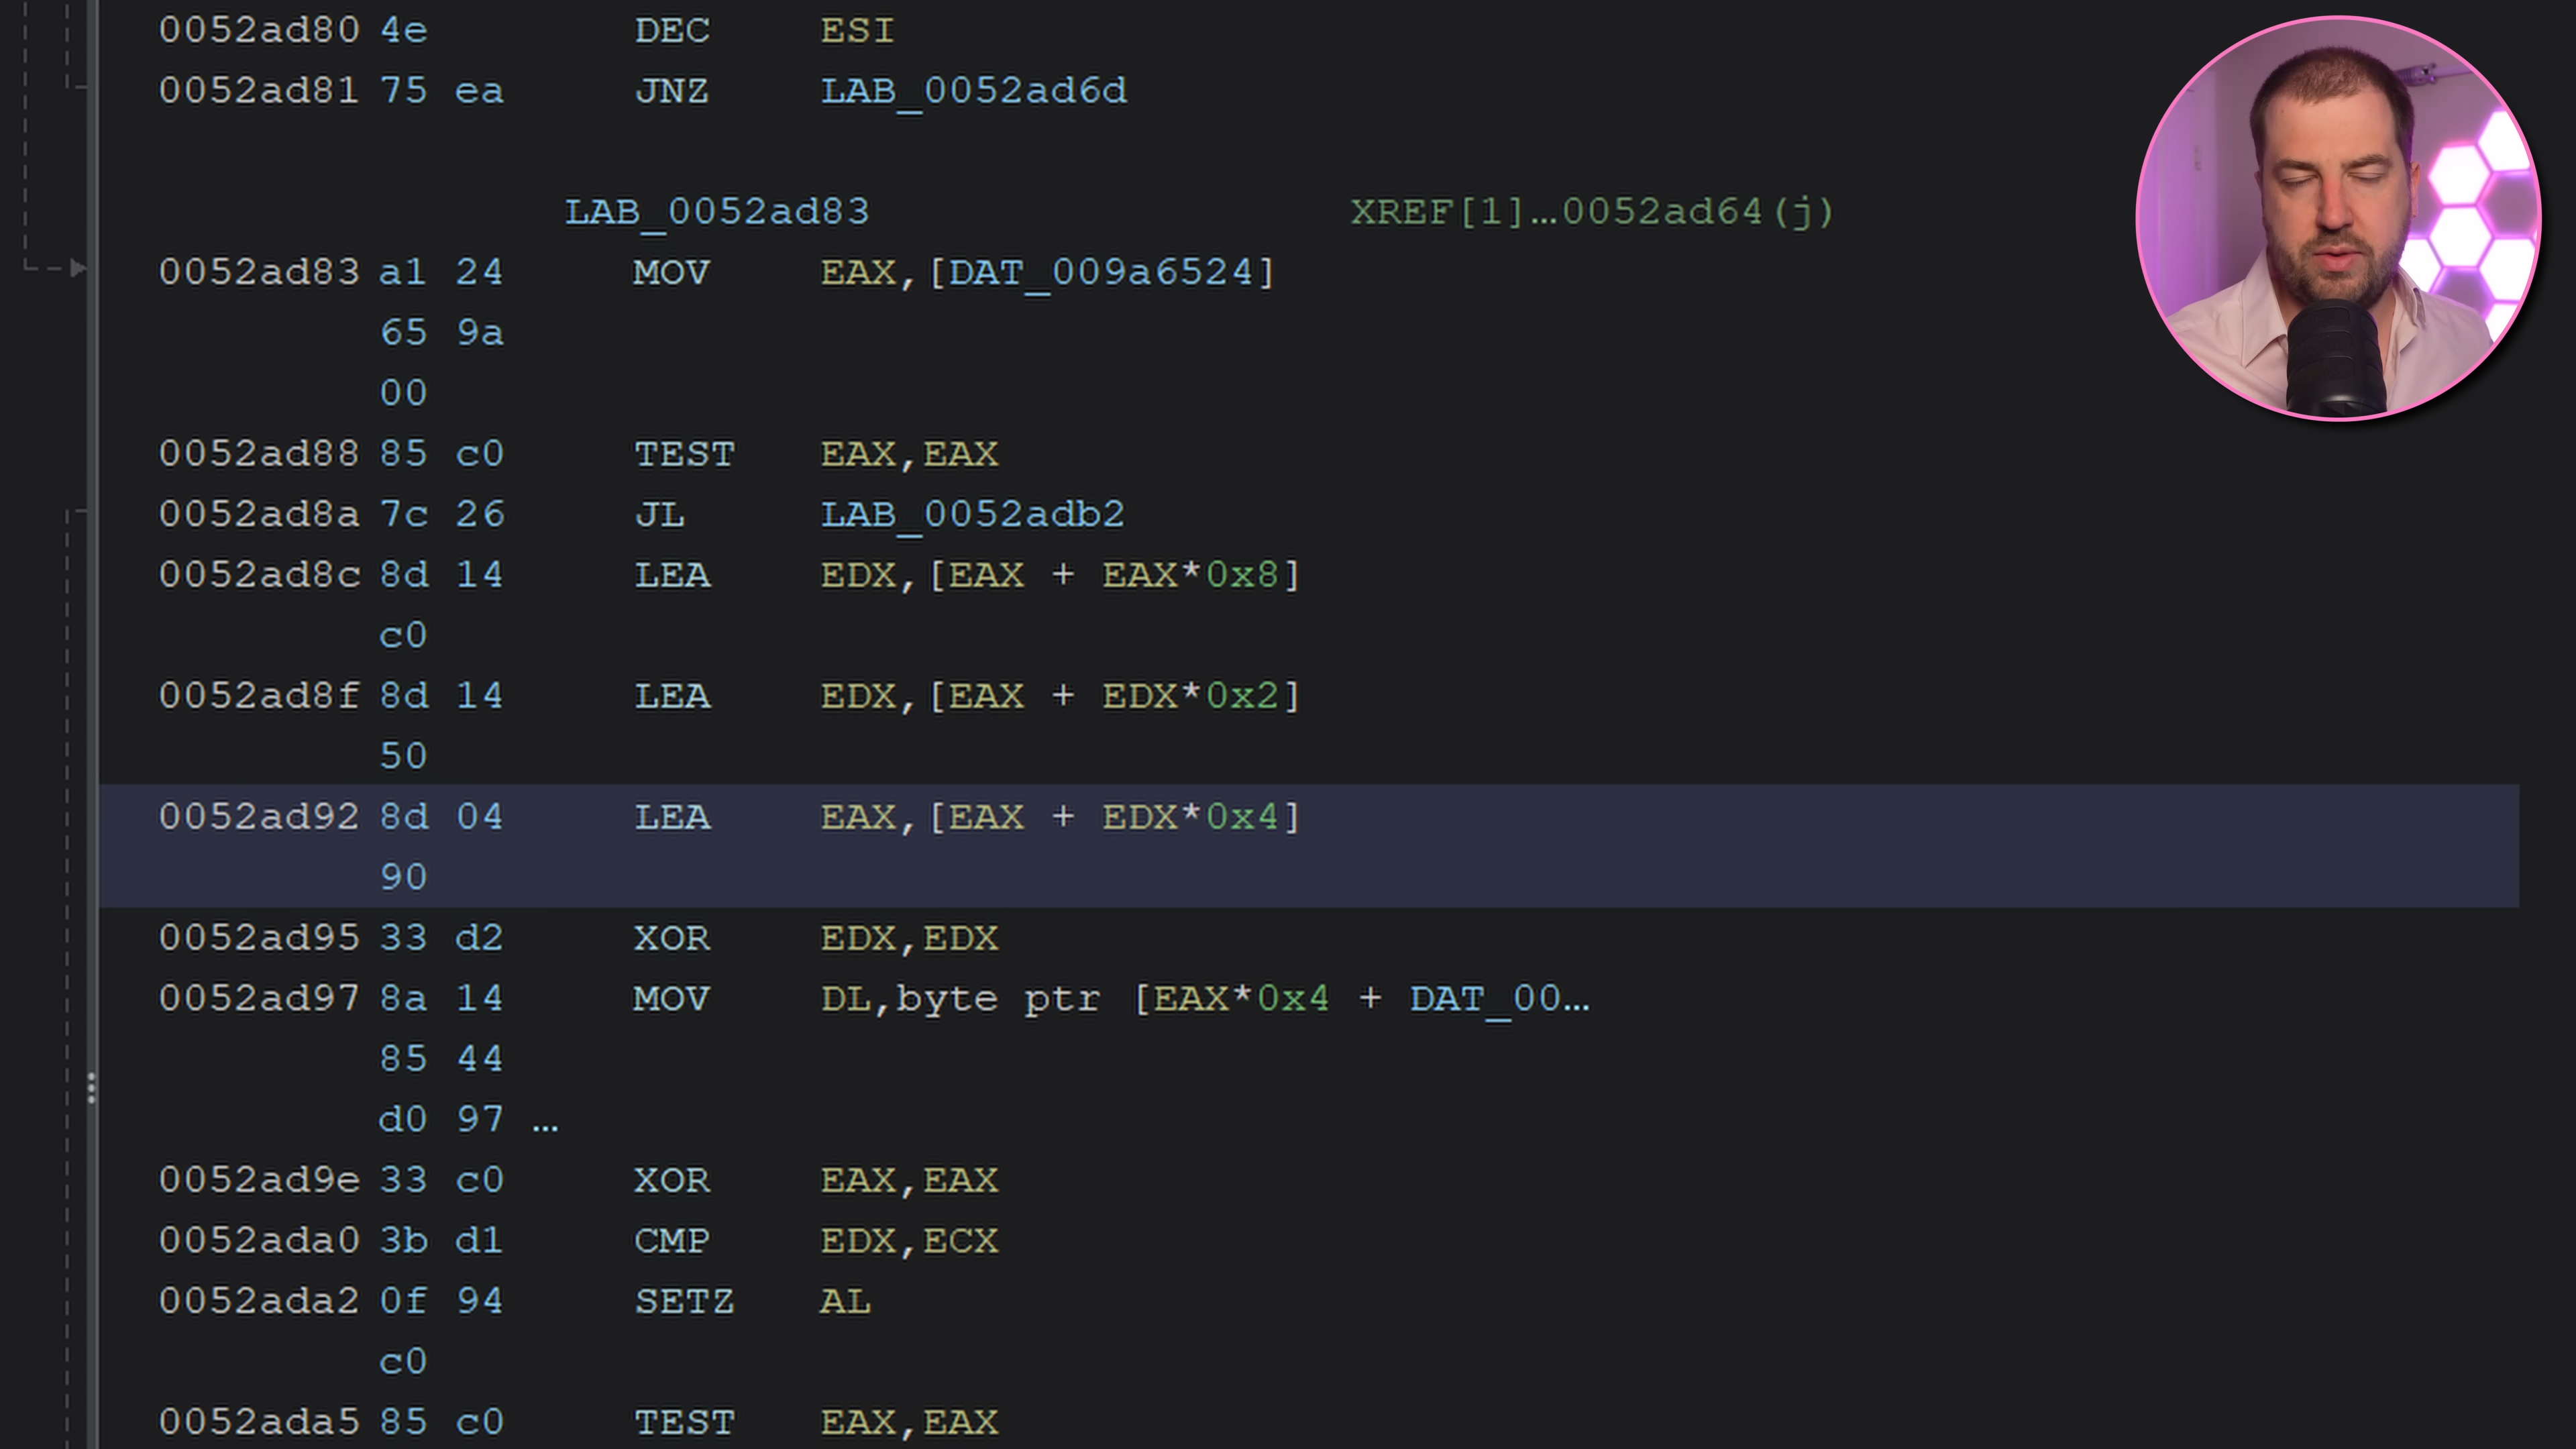 0052ad80 4e DEC ESI
0052ad81 75 ea JNZ LAB_0052ad6d
LAB_0052ad83 XREF[1]…0052ad64(j)
0052ad83 a1 24 MOV EAX,[DAT_009a6524]
65 9a
00
0052ad88 85 c0 TEST EAX,EAX
0052ad8a 7c 26 JL LAB_0052adb2
0052ad8c 8d 14 LEA EDX,[EAX + EAX*0x8]
c0
0052ad8f 8d 14 LEA EDX,[EAX + EDX*0x2]
50
0052ad92 8d 04 LEA EAX,[EAX + EDX*0x4]
90
0052ad95 33 d2 XOR EDX,EDX
0052ad97 8a 14 MOV DL,byte ptr [EAX*0x4 + DAT_00…
85 44
d0 97 …
0052ad9e 33 c0 XOR EAX,EAX
0052ada0 3b d1 CMP EDX,ECX
0052ada2 0f 94 SETZ AL
c0
0052ada5 85 c0 TEST EAX,EAX